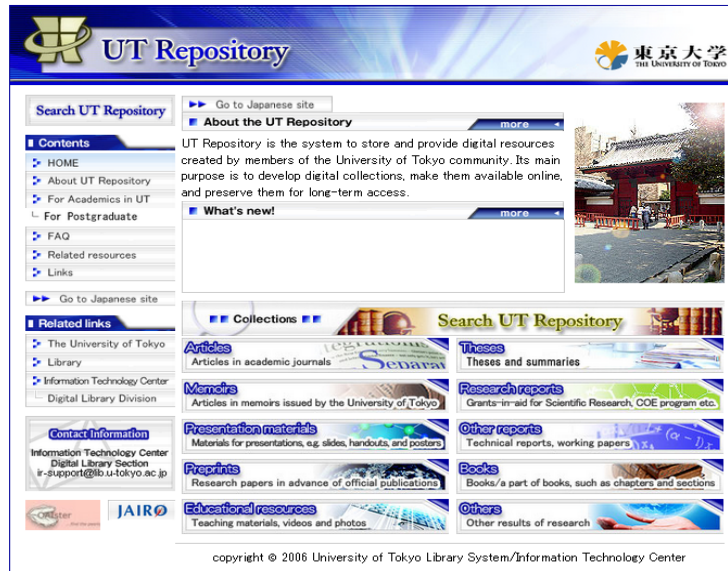 UT Repository
東京大学
THE UNIVERSITY OF TOKYO
Search UT Repository
Contents
HOME
About UT Repository
For Academics in UT
For Postgraduate
FAQ
Related resources
Links
Go to Japanese site
Related links
The University of Tokyo
Library
Information Technology Center
Digital Library Division
Contact Information
Information Technology Center
Digital Library Section
ir-support@lib.u-tokyo.ac.jp
JAIRO
Go to Japanese site
About the UT Repository
more
UT Repository is the system to store and provide digital resources
created by members of the University of Tokyo community. Its main
purpose is to develop digital collections, make them available online,
and preserve them for long-term access.
What's new!
more
Collections
Search UT Repository
Articles
Articles in academic journals
Theses
Theses and summaries
Memoirs
Articles in memoirs issued by the University of Tokyo
Research reports
Grants-in-aid for Scientific Research, COE program etc.
Presentation materials
Materials for presentations, e.g. slides, handouts, and posters
Other reports
Technical reports, working papers
Preprints
Research papers in advance of official publications
Books
Books/a part of books, such as chapters and sections
Educational resources
Teaching materials, videos and photos
Others
Other results of research
copyright © 2006 University of Tokyo Library System/Information Technology Center